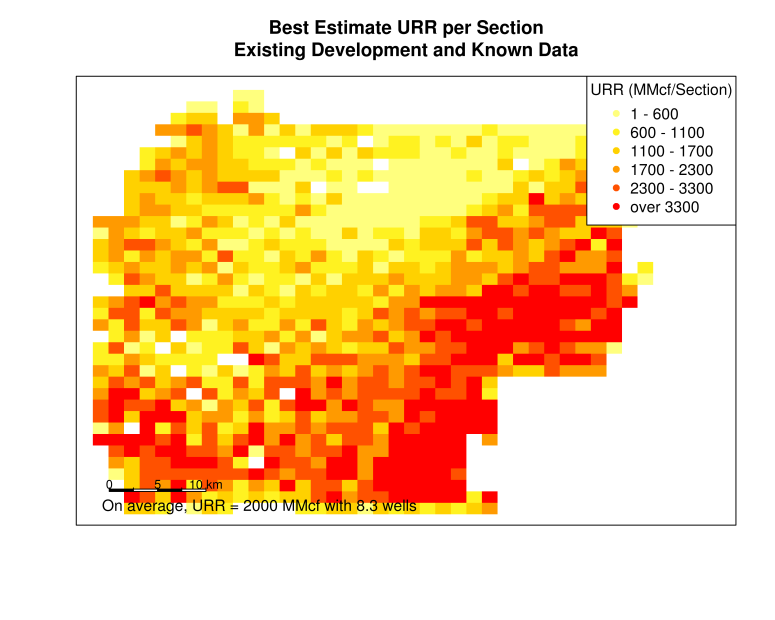 Best Estimate URR per Section
Existing Development and Known Data
URR (MMcf/Section)
1 - 600
600 - 1100
1100 - 1700
1700 - 2300
2300 - 3300
over 3300
0 5 10 km
On average, URR = 2000 MMcf with 8.3 wells